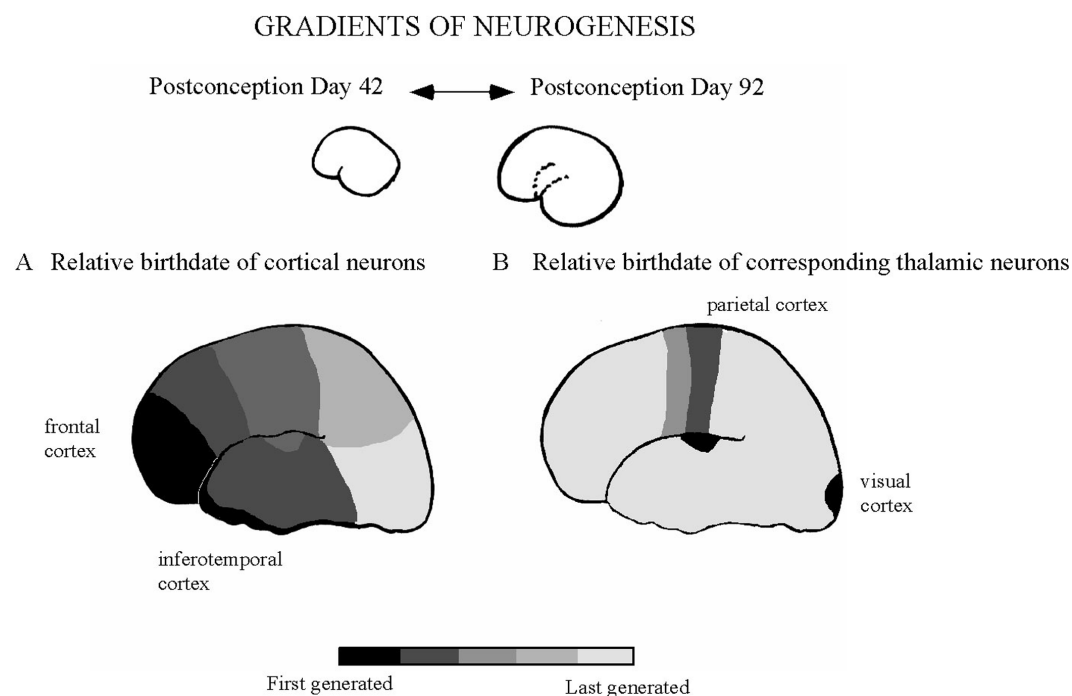 GRADIENTS OF NEUROGENESIS
Postconception Day 42
Postconception Day 92
A Relative birthdate of cortical neurons
B Relative birthdate of corresponding thalamic neurons
parietal cortex
frontal
cortex
visual
cortex
inferotemporal
cortex
First generated
Last generated